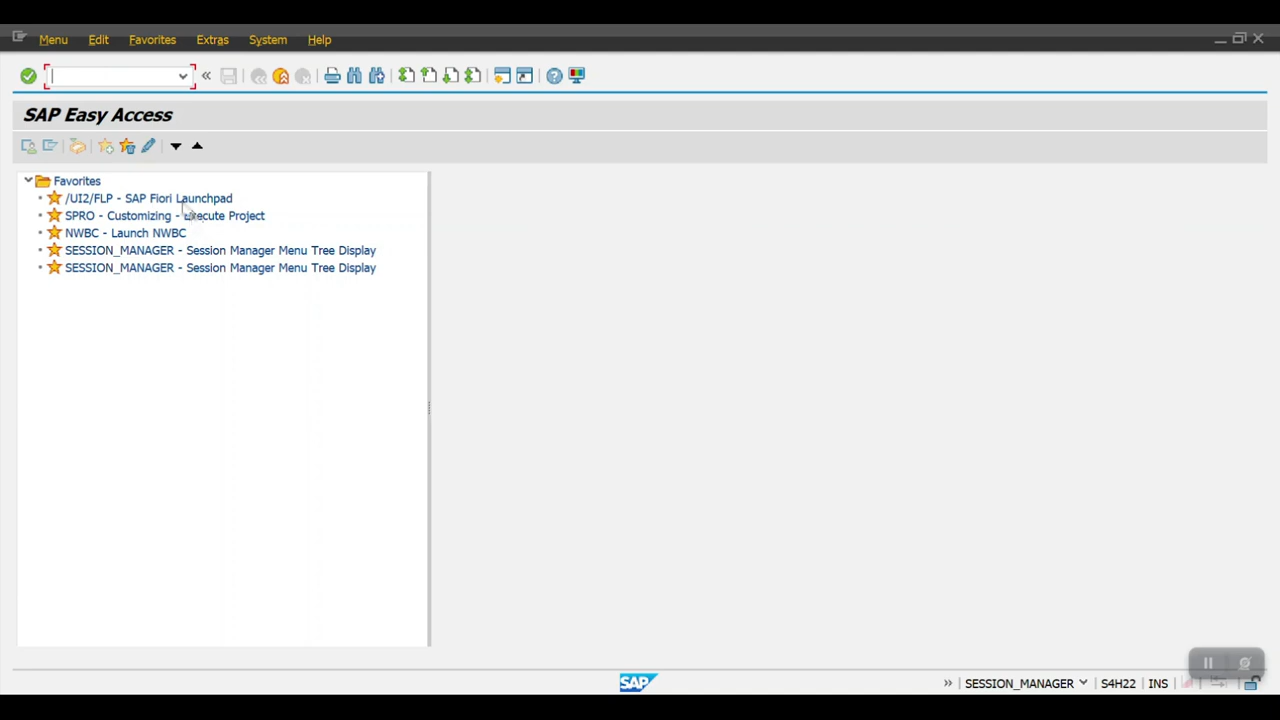 Menu Edit Favorites Extras System Help
SAP Easy Access
Favorites
/UI2/FLP - SAP Fiori Launchpad
SPRO - Customizing - Execute Project
NWBC - Launch NWBC
SESSION_MANAGER - Session Manager Menu Tree Display
SESSION_MANAGER - Session Manager Menu Tree Display
SAP
SESSION_MANAGER S4H22 INS